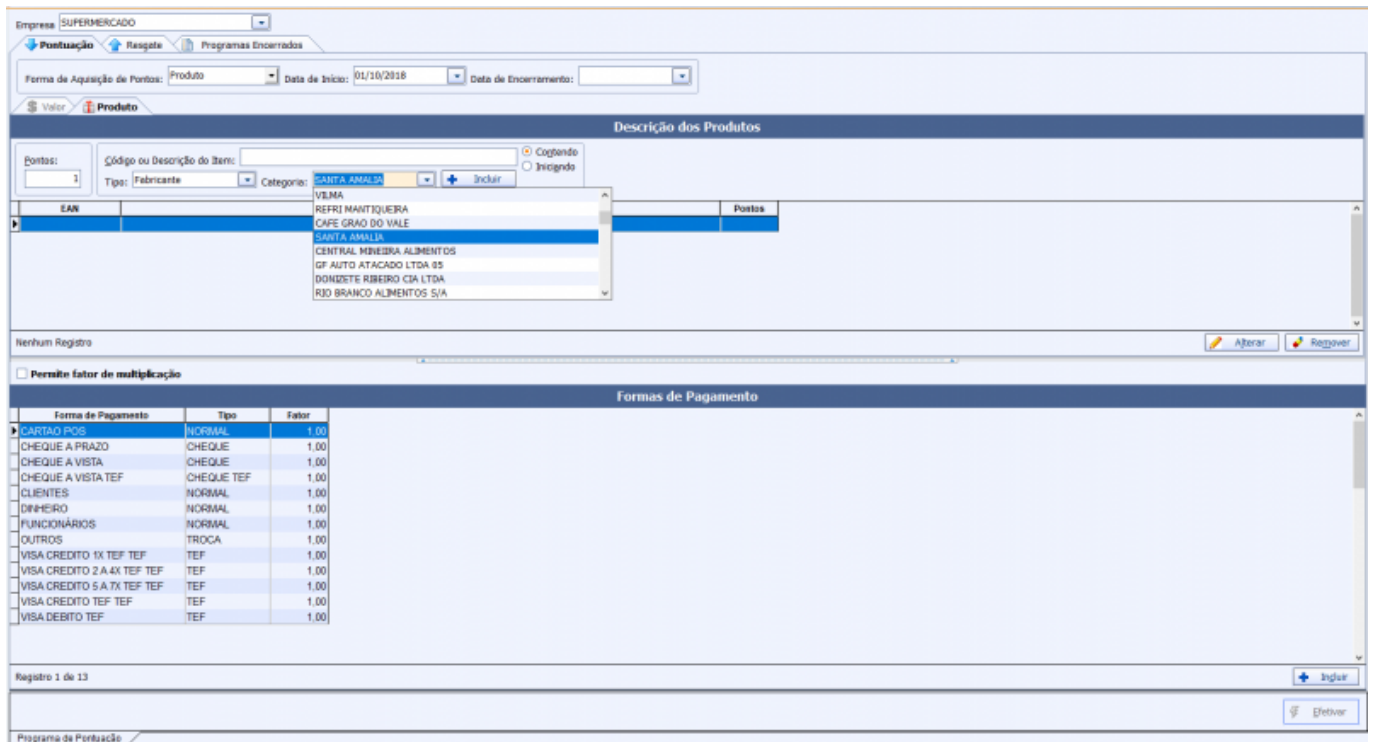 Empresa SUPERMERCADO
Pontuação Resgate Programas Encerrados
Forma de Aquisição de Pontos: Produto Data de Início: 01/10/2018 Data de Encerramento:
Valor Produto
Descrição dos Produtos
Pontos: Código ou Descrição do Item: Contendo
Iniciando
1 Tipo: Fabricante Categoria: SANTA AMALIA Incluir
VILMA
EAN Pontos
REFRI MANTIQUEIRA
CAFE GRAO DO VALE
SANTA AMALIA
CENTRAL MINEIRA ALIMENTOS
GF AUTO ATACADO LTDA 05
DONIZETE RIBEIRO CIA LTDA
RIO BRANCO ALIMENTOS S/A
Nenhum Registro Alterar Remover
Permite fator de multiplicação
Formas de Pagamento
Forma de Pagamento Tipo Fator
CARTAO POS NORMAL 1,00
CHEQUE A PRAZO CHEQUE 1,00
CHEQUE A VISTA CHEQUE 1,00
CHEQUE A VISTA TEF CHEQUE TEF 1,00
CLIENTES NORMAL 1,00
DINHEIRO NORMAL 1,00
FUNCIONÁRIOS NORMAL 1,00
OUTROS TROCA 1,00
VISA CREDITO 1X TEF TEF TEF 1,00
VISA CREDITO 2 A 4X TEF TEF TEF 1,00
VISA CREDITO 5 A 7X TEF TEF TEF 1,00
VISA CREDITO TEF TEF TEF 1,00
VISA DEBITO TEF TEF 1,00
Registro 1 de 13 Incluir
Efetivar
Programa de Pontuação